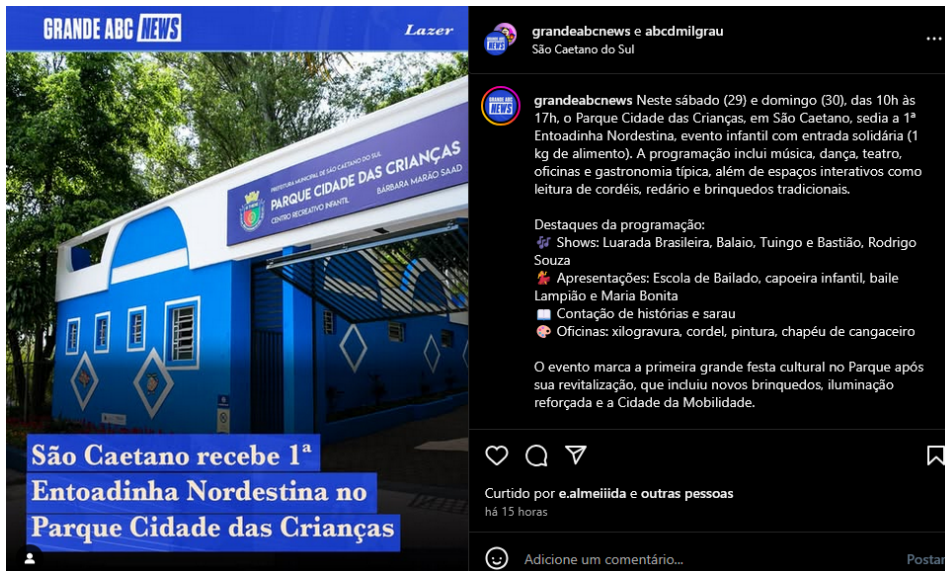 GRANDE ABC NEWS
Lazer
PREFEITURA MUNICIPAL DE SÃO CAETANO DO SUL
PARQUE CIDADE DAS CRIANÇAS
BÁRBARA MARÃO SAAD
CENTRO RECREATIVO INFANTIL
São Caetano recebe 1ª
Entoadinha Nordestina no
Parque Cidade das Crianças
grandeabcnews e abcdmilgrau
São Caetano do Sul
grandeabcnews Neste sábado (29) e domingo (30), das 10h às
17h, o Parque Cidade das Crianças, em São Caetano, sedia a 1ª
Entoadinha Nordestina, evento infantil com entrada solidária (1
kg de alimento). A programação inclui música, dança, teatro,
oficinas e gastronomia típica, além de espaços interativos como
leitura de cordéis, redário e brinquedos tradicionais.
Destaques da programação:
🎶 Shows: Luarada Brasileira, Balaio, Tuingo e Bastião, Rodrigo
Souza
💃 Apresentações: Escola de Bailado, capoeira infantil, baile
Lampião e Maria Bonita
📖 Contação de histórias e sarau
🎨 Oficinas: xilogravura, cordel, pintura, chapéu de cangaceiro
O evento marca a primeira grande festa cultural no Parque após
sua revitalização, que incluiu novos brinquedos, iluminação
reforçada e a Cidade da Mobilidade.
Curtido por e.almeiiida e outras pessoas
há 15 horas
Adicione um comentário...
Postar